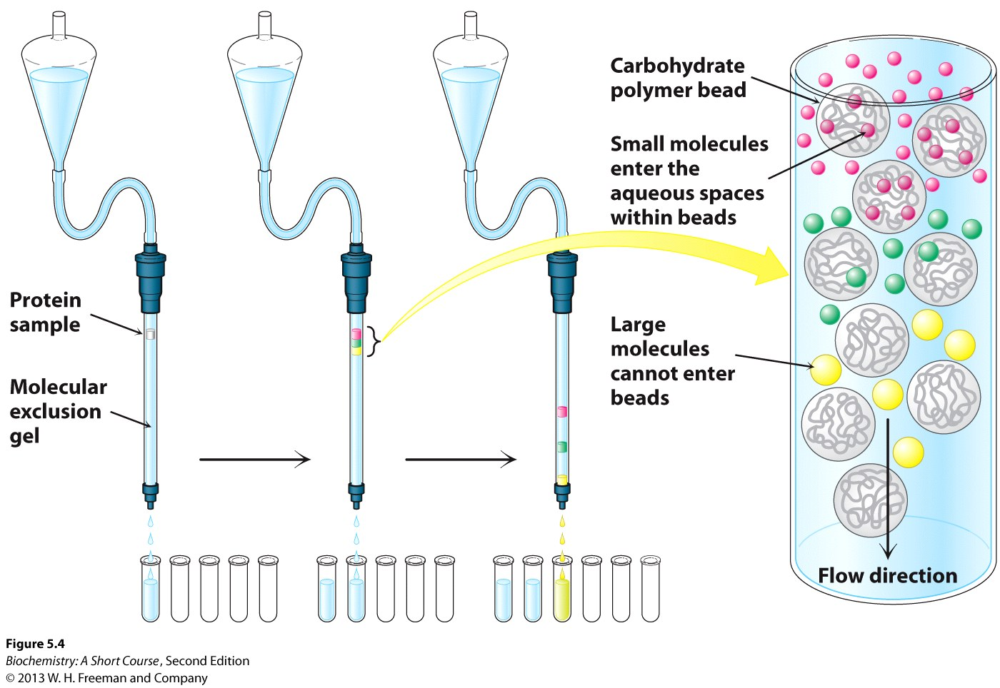 Protein
sample
Molecular
exclusion
gel
Carbohydrate
polymer bead
Small molecules
enter the
aqueous spaces
within beads
Large
molecules
cannot enter
beads
Flow direction
Figure 5.4
Biochemistry: A Short Course, Second Edition
© 2013 W. H. Freeman and Company